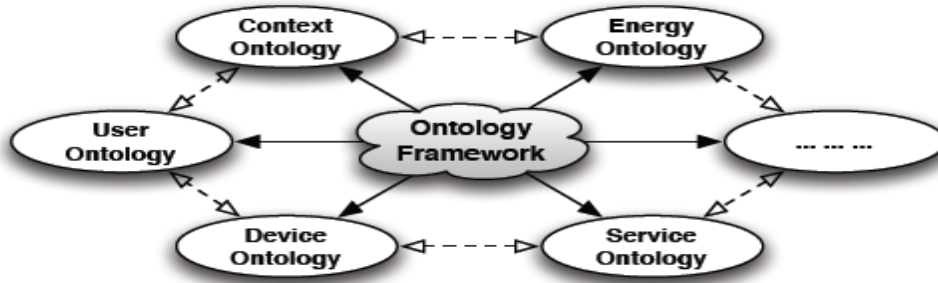 Context
Ontology
Energy
Ontology
User
Ontology
Ontology
Framework
... ... ...
Device
Ontology
Service
Ontology